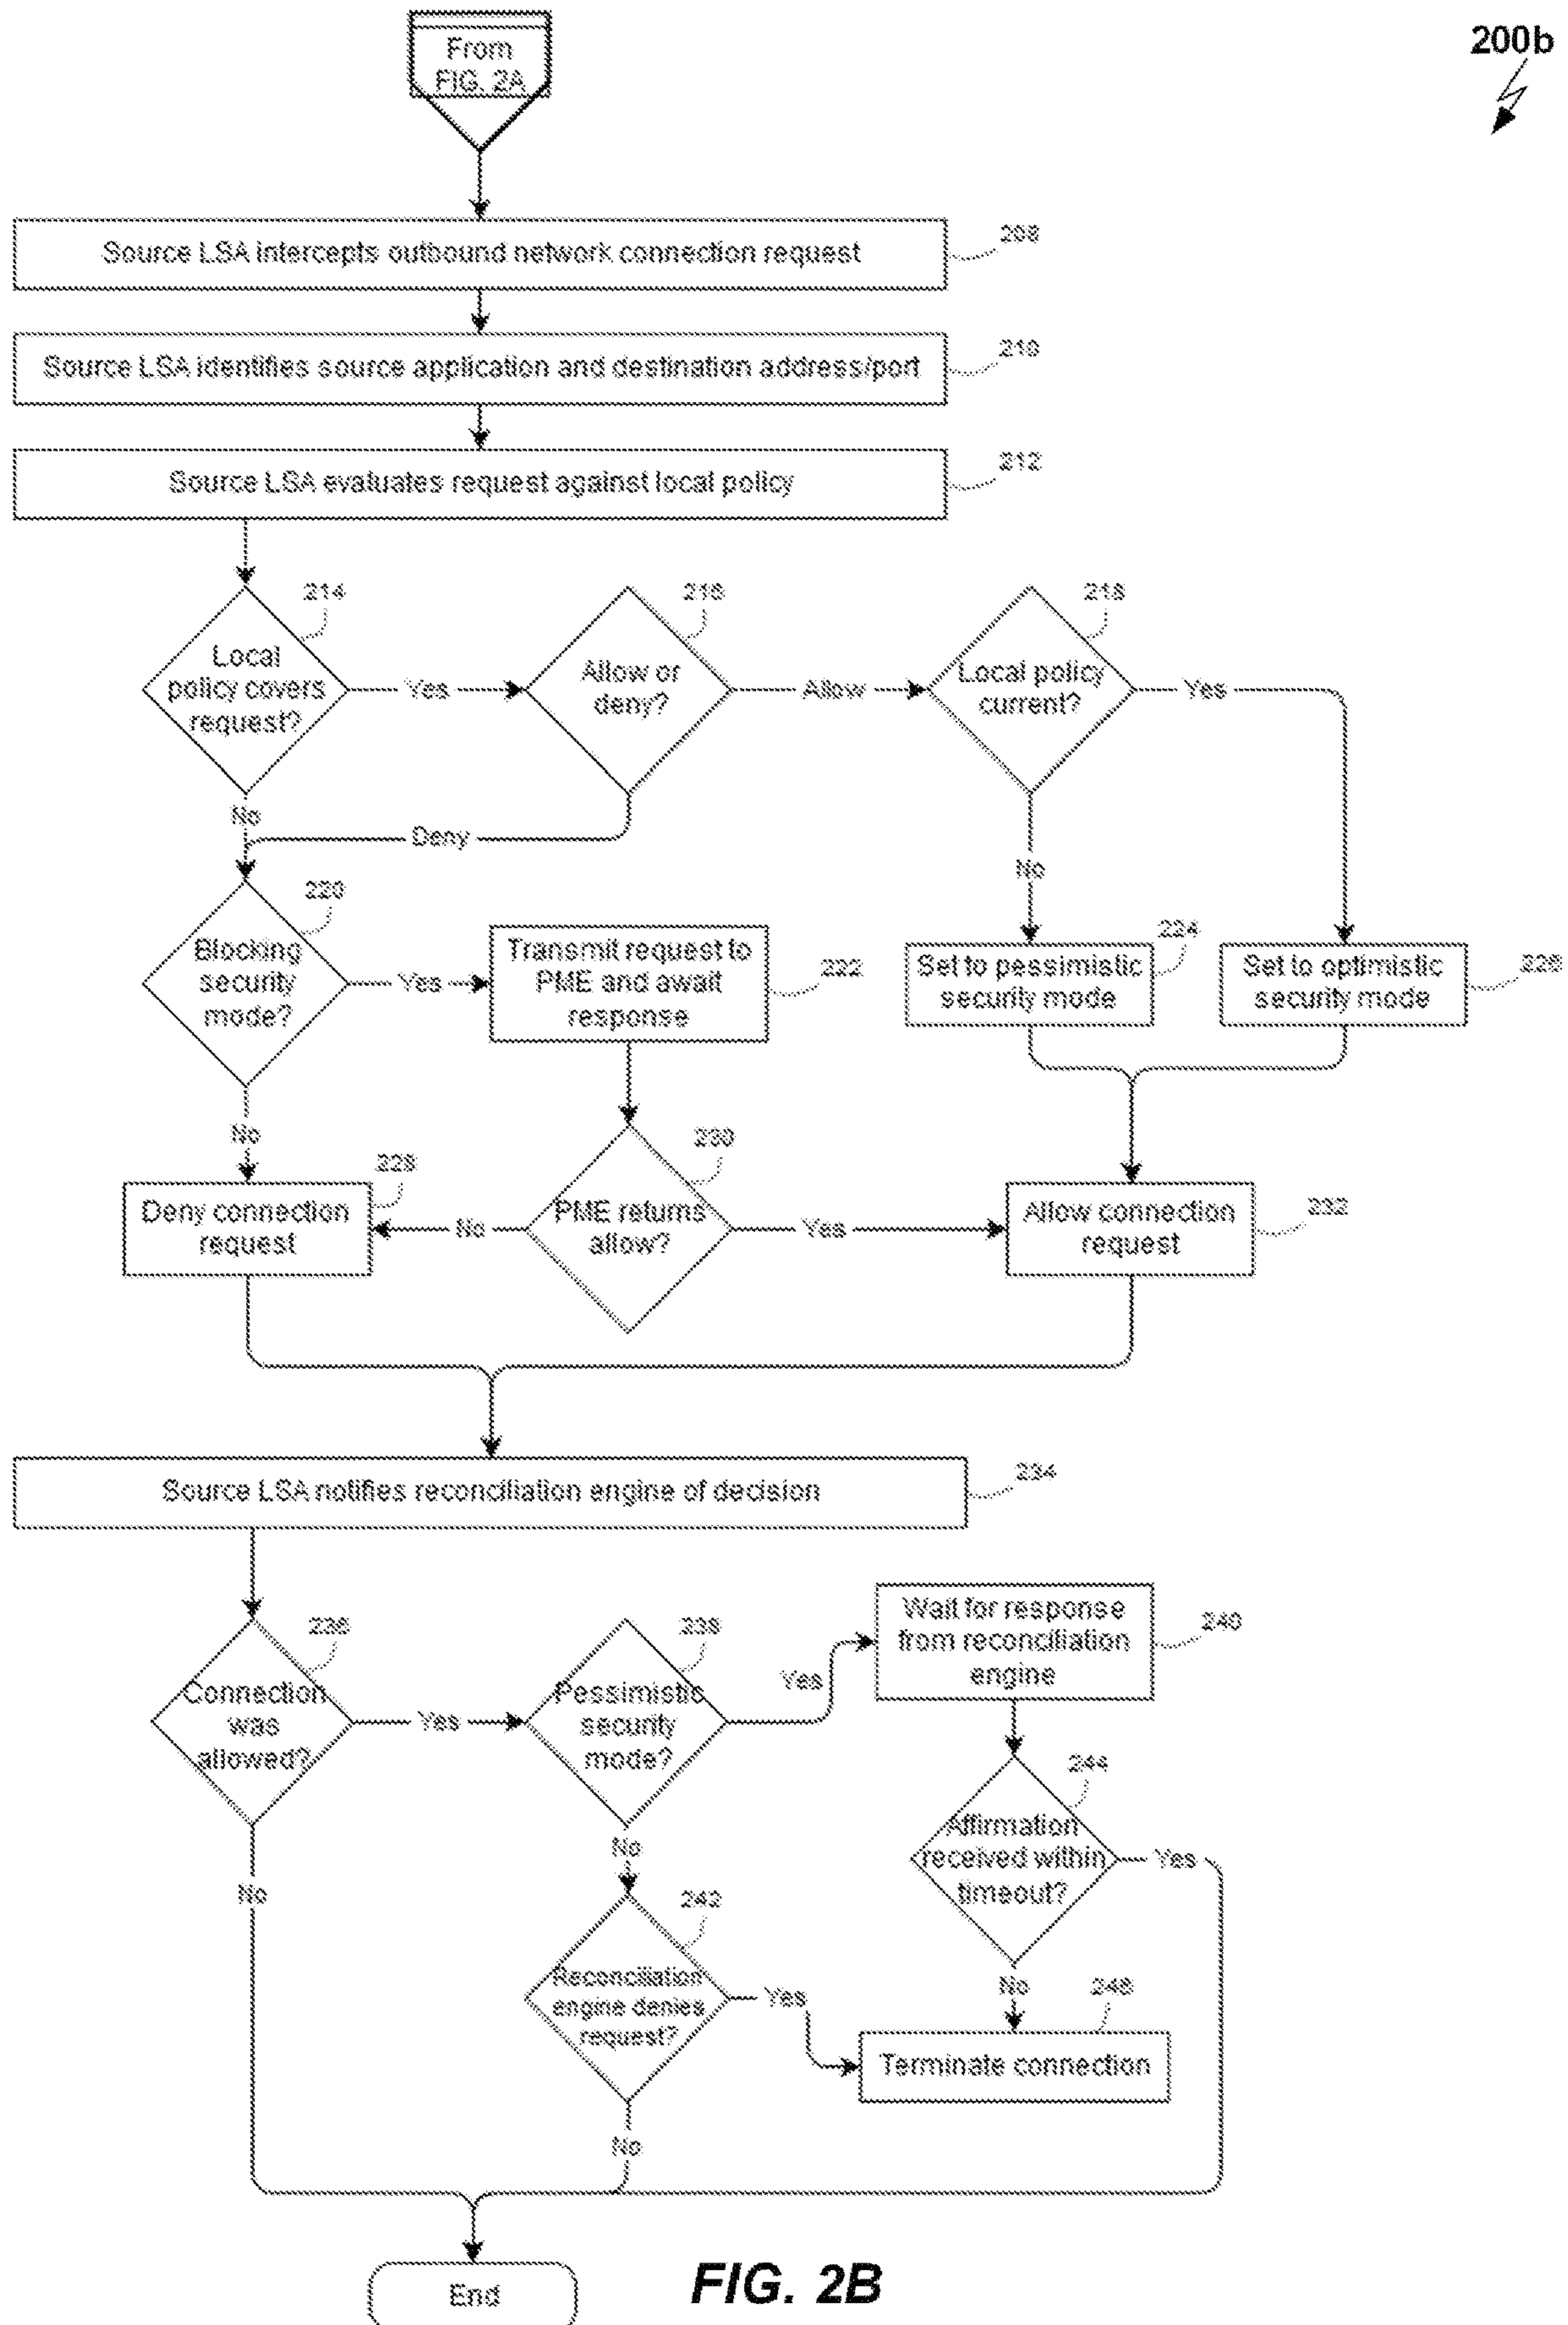 From
FIG. 2A
200b
Source LSA intercepts outbound network connection request
208
Source LSA identifies source application and destination address/port
210
Source LSA evaluates request against local policy
212
214
216
218
Local
policy covers
request?
Yes
Allow or
deny?
Allow
Local policy
current?
Yes
No
Deny
No
220
Blocking
security
mode?
Yes
Transmit request to
PME and await
response
222
Set to pessimistic
security mode
224
Set to optimistic
security mode
226
No
228
Deny connection
request
No
230
PME returns
allow?
Yes
Allow connection
request
232
Source LSA notifies reconciliation engine of decision
234
236
Connection
was
allowed?
Yes
238
Pessimistic
security
mode?
Yes
Wait for response
from reconciliation
engine
240
No
No
244
Affirmation
received within
timeout?
Yes
242
Reconciliation
engine denies
request?
Yes
No
246
Terminate connection
No
End
FIG. 2B